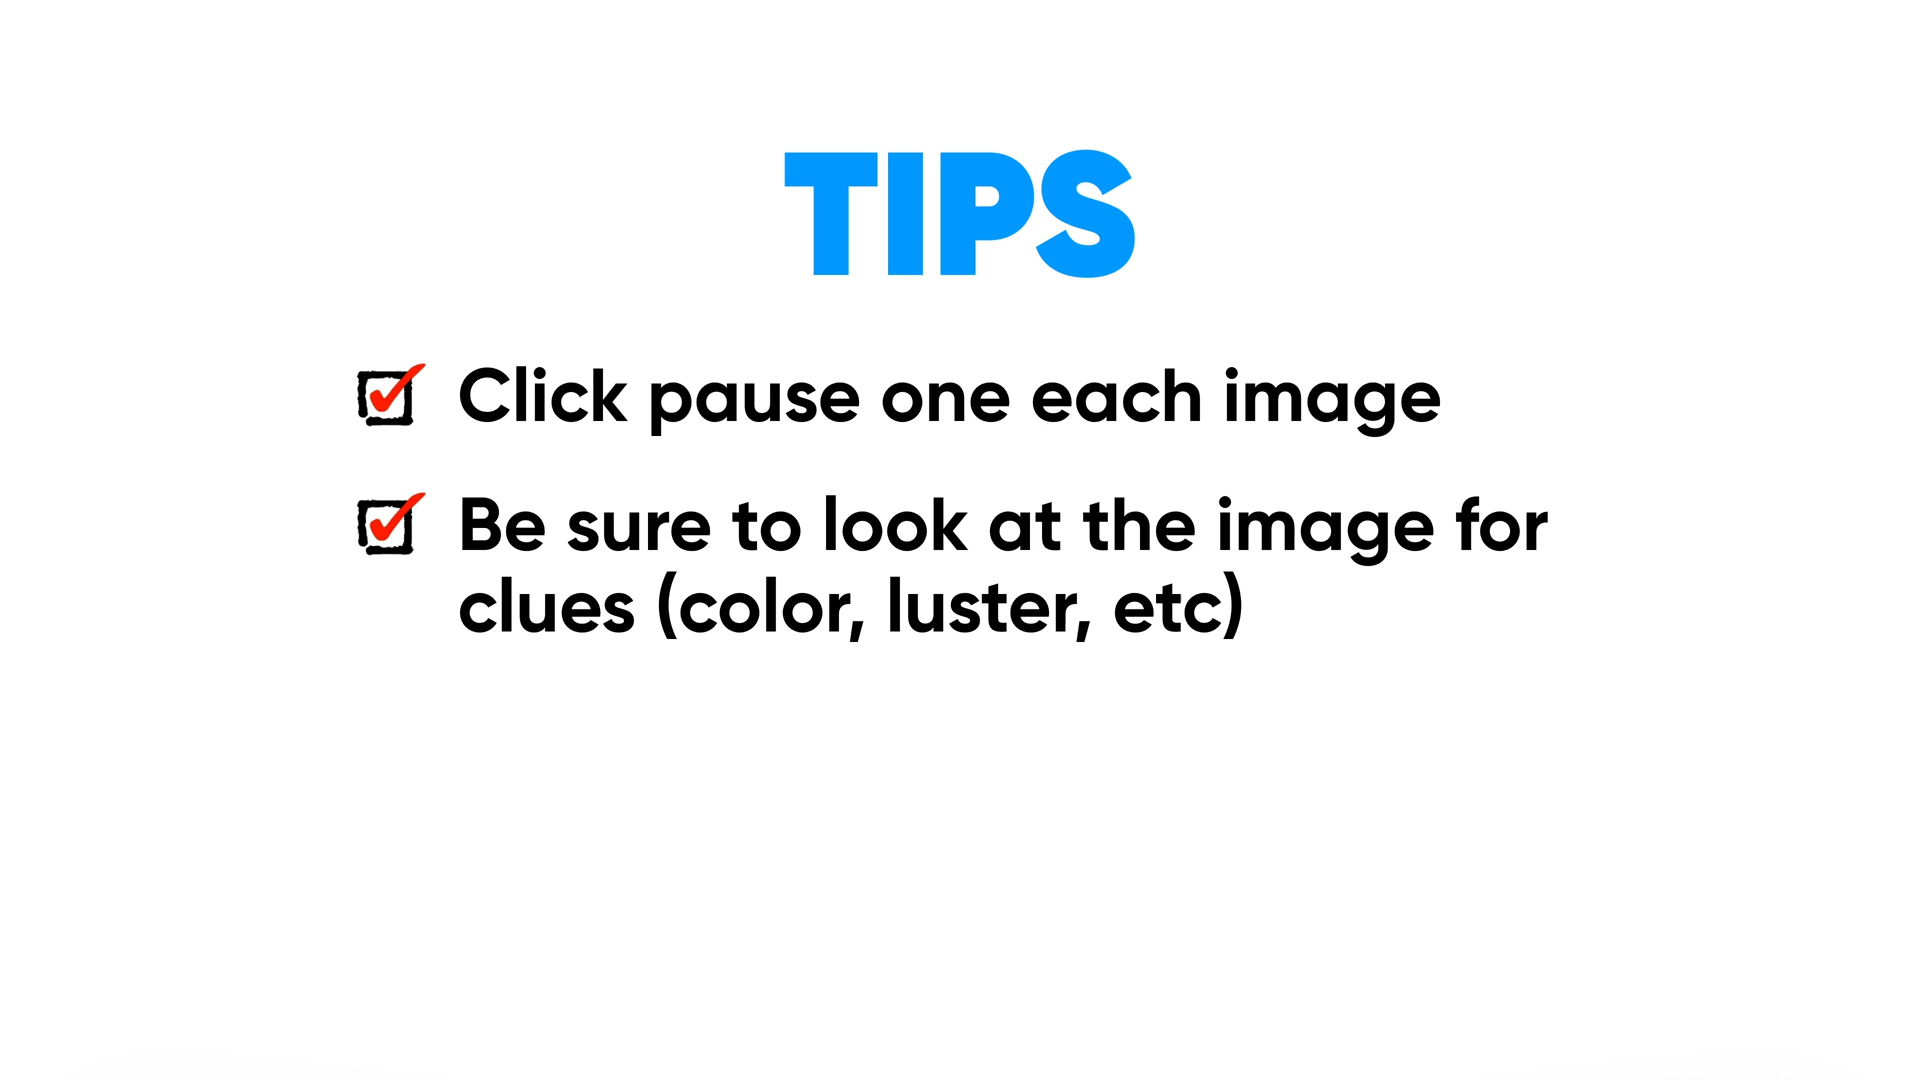 TIPS
Click pause one each image
Be sure to look at the image for
clues (color, luster, etc)